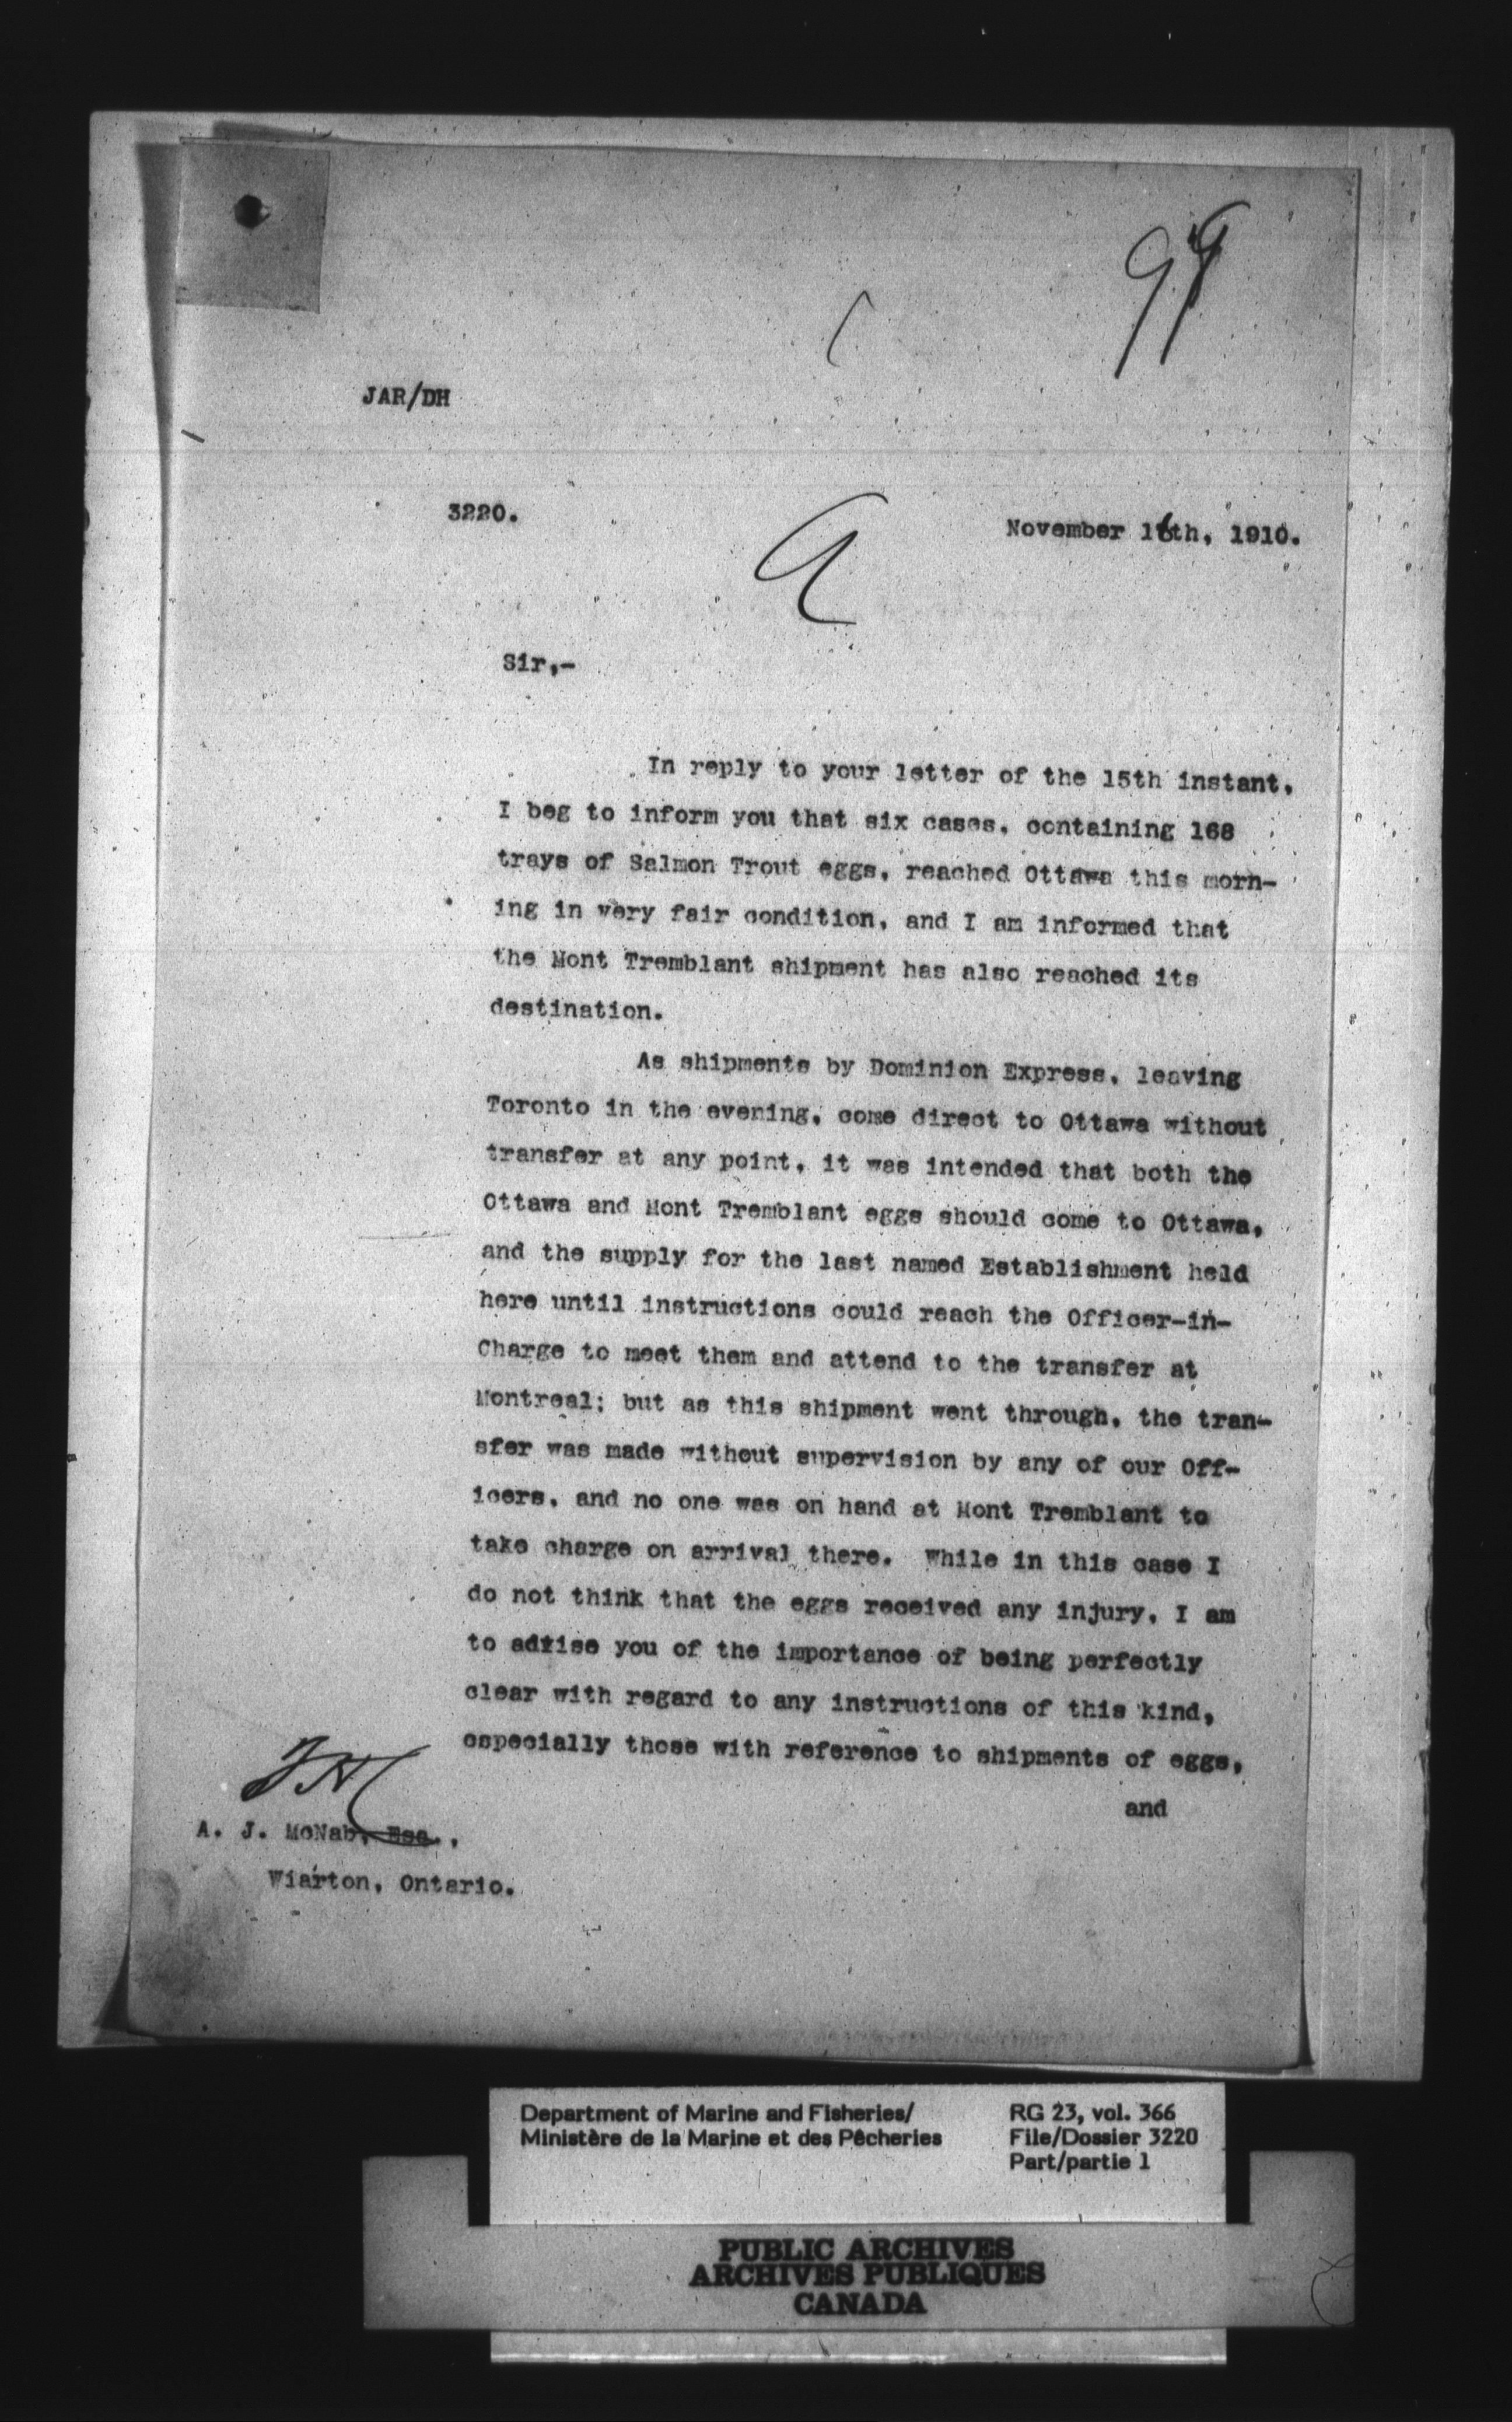 99
JAR/DH
3220.
November 16th, 1910.
Sir,-
In reply to your letter of the 15th instant,
I beg to inform you that six cases, containing 168
trays of Salmon Trout eggs, reached Ottawa this morn-
ing in very fair condition, and I am informed that
the Mont Tremblant shipment has also reached its
destination.
As shipments by Dominion Express, leaving
Toronto in the evening, come direct to Ottawa without
transfer at any point, it was intended that both the
Ottawa and Mont Tremblant eggs should come to Ottawa,
and the supply for the last named Establishment held
here until instructions could reach the Officer-in-
Charge to meet them and attend to the transfer at
Montreal; but as this shipment went through, the tran-
sfer was made without supervision by any of our Off-
icers, and no one was on hand at Mont Tremblant to
take charge on arrival there. While in this case I
do not think that the eggs received any injury, I am
to advise you of the importance of being perfectly
clear with regard to any instructions of this kind,
especially those with reference to shipments of eggs,
and
A. J. McNab, Esq.,
Wiarton, Ontario.
Department of Marine and Fisheries/
Ministère de la Marine et des Pêcheries
RG 23, vol. 366
File/Dossier 3220
Part/partie 1
PUBLIC ARCHIVES
ARCHIVES PUBLIQUES
CANADA